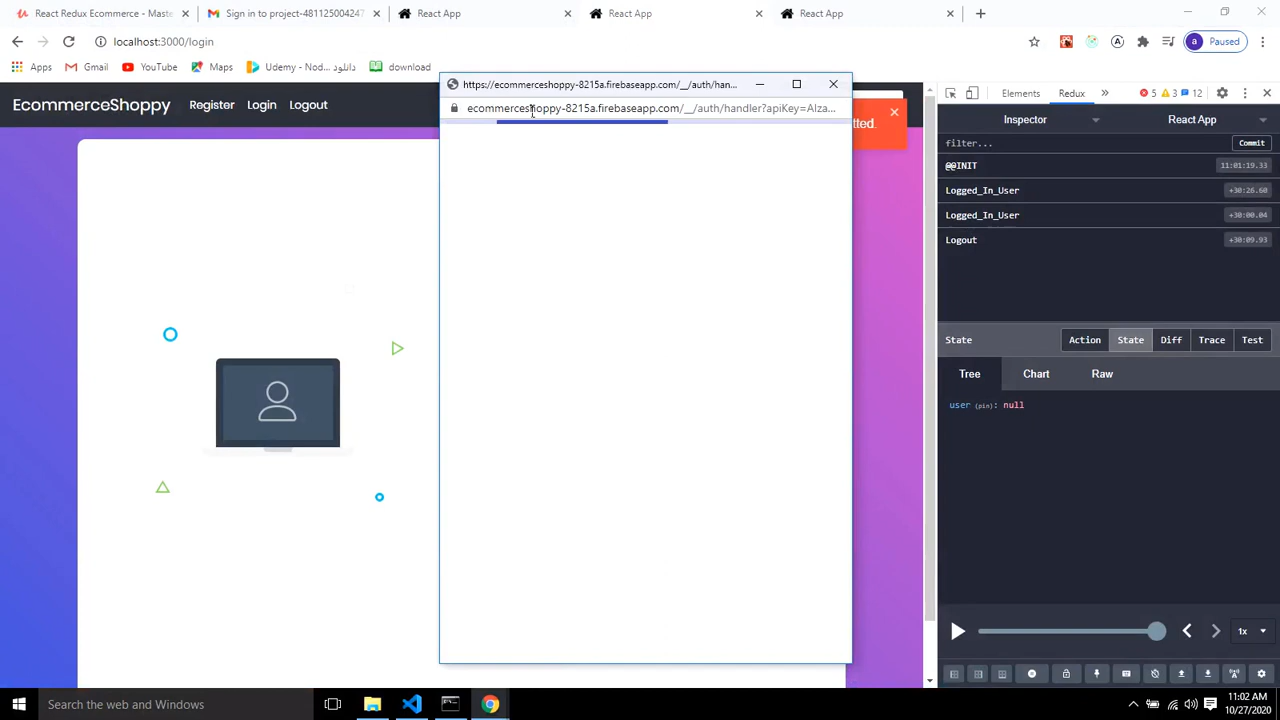 React Redux Ecommerce - Maste
Sign in to project-481125004247
React App
React App
React App
localhost:3000/login
Paused
Apps
Gmail
YouTube
Maps
Udemy - دانلود نود
download
https://ecommerceshoppy-8215a.firebaseapp.com/__/auth/han...
ecommerceshoppy-8215a.firebaseapp.com/__/auth/handler?apiKey=AIza...
EcommerceShoppy
Register
Login
Logout
tted.
Elements
Redux
5
3
12
Inspector
React App
filter...
Commit
@@INIT
11:01:19.33
Logged_In_User
+30:26.60
Logged_In_User
+30:00.04
Logout
+30:09.93
State
Action
State
Diff
Trace
Test
Tree
Chart
Raw
user (pin): null
1x
Search the web and Windows
11:02 AM
10/27/2020